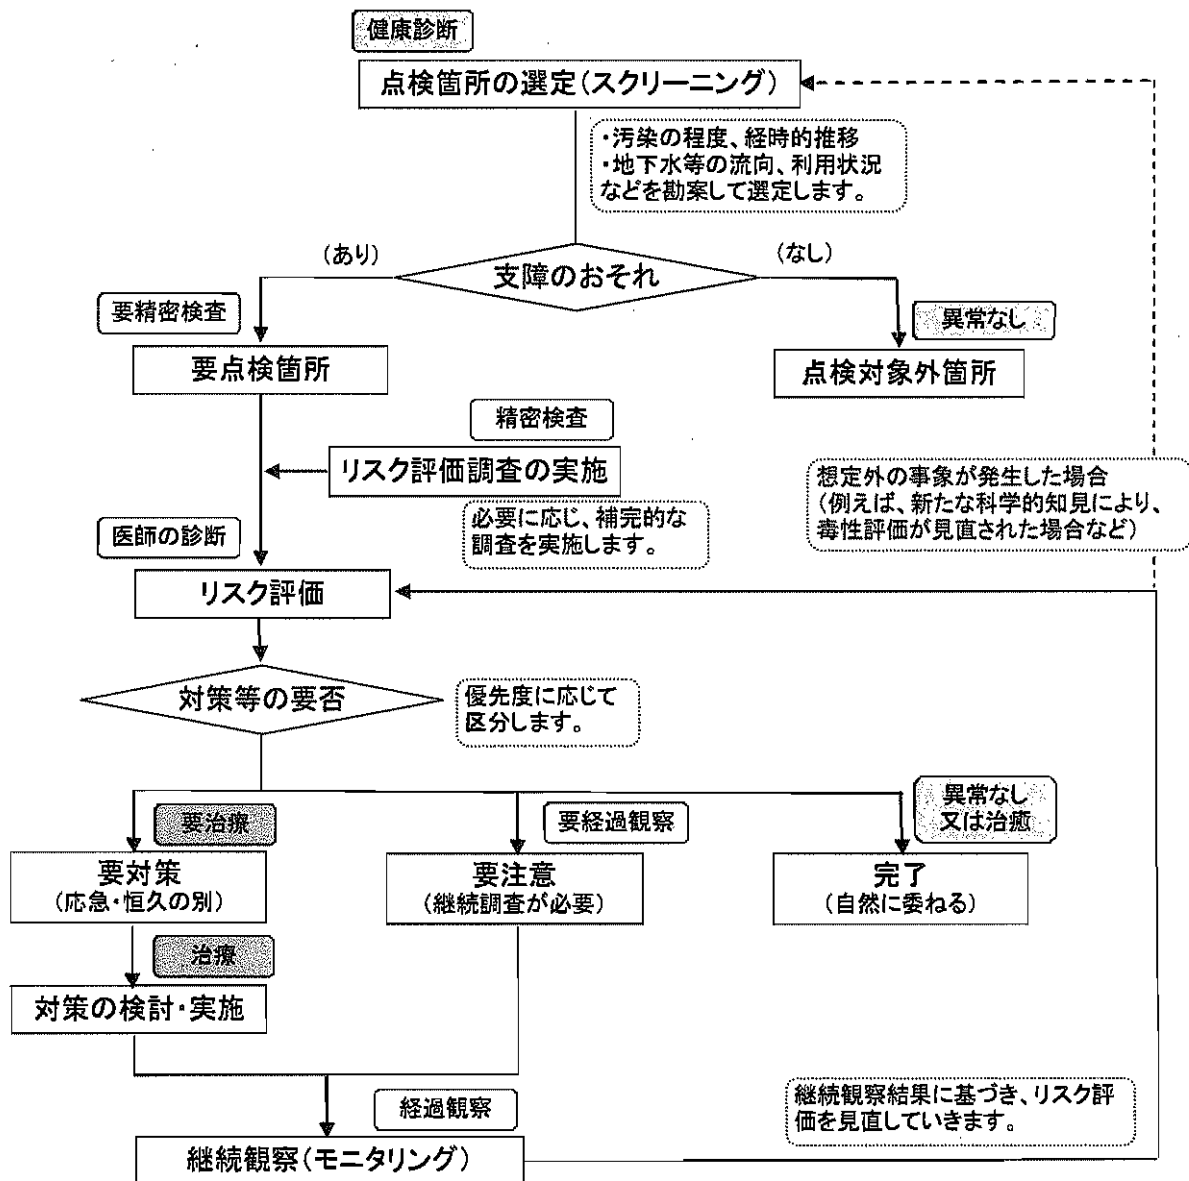 健康診断
点検箇所の選定(スクリーニング)
・汚染の程度、経時的推移
・地下水等の流向、利用状況
などを勘案して選定します。
(あり)
(なし)
支障のおそれ
要精密検査
異常なし
要点検箇所
点検対象外箇所
精密検査
リスク評価調査の実施
必要に応じ、補完的な
調査を実施します。
想定外の事象が発生した場合
(例えば、新たな科学的知見により、
毒性評価が見直された場合など)
医師の診断
リスク評価
対策等の要否
優先度に応じて
区分します。
要治療
要経過観察
異常なし
又は治癒
要対策
(応急・恒久の別)
要注意
(継続調査が必要)
完了
(自然に委ねる)
治療
対策の検討・実施
経過観察
継続観察結果に基づき、リスク評
価を見直していきます。
継続観察(モニタリング)